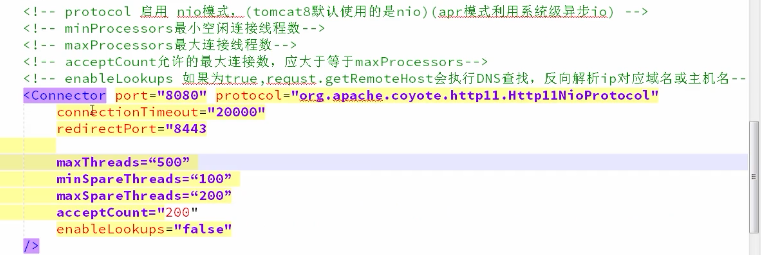 <!-- protocol 启用 nio模式，(tomcat8默认使用的是nio)(apr模式利用系统级异步io) -->
<!-- minProcessors最小空闲连接线程数-->
<!-- maxProcessors最大连接线程数-->
<!-- acceptCount允许的最大连接数，应大于等于maxProcessors-->
<!-- enableLookups 如果为true,requst.getRemoteHost会执行DNS查找，反向解析ip对应域名或主机名--
<Connector port="8080" protocol="org.apache.coyote.http11.Http11NioProtocol"
connectionTimeout="20000"
redirectPort="8443
maxThreads=“500”
minSpareThreads=“100”
maxSpareThreads=“200”
acceptCount="200"
enableLookups="false"
/>